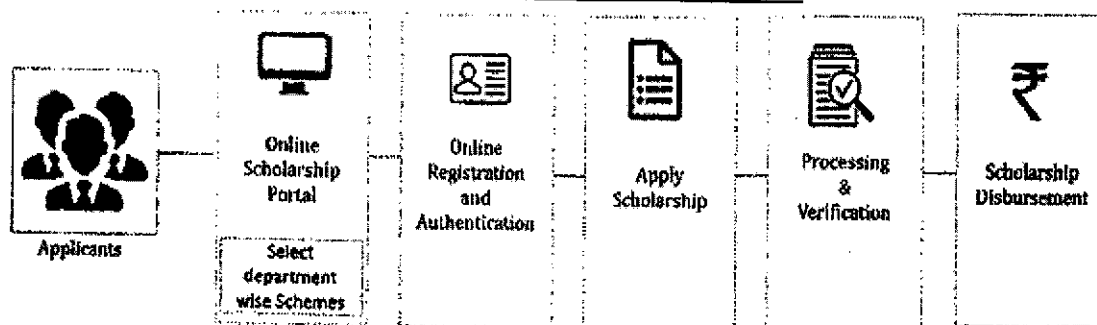 Applicants
Online
Scholarship
Portal
Select
department
wise Schemes
Online
Registration
and
Authentication
Apply
Scholarship
Processing
&
Verification
₹
Scholarship
Disbursement